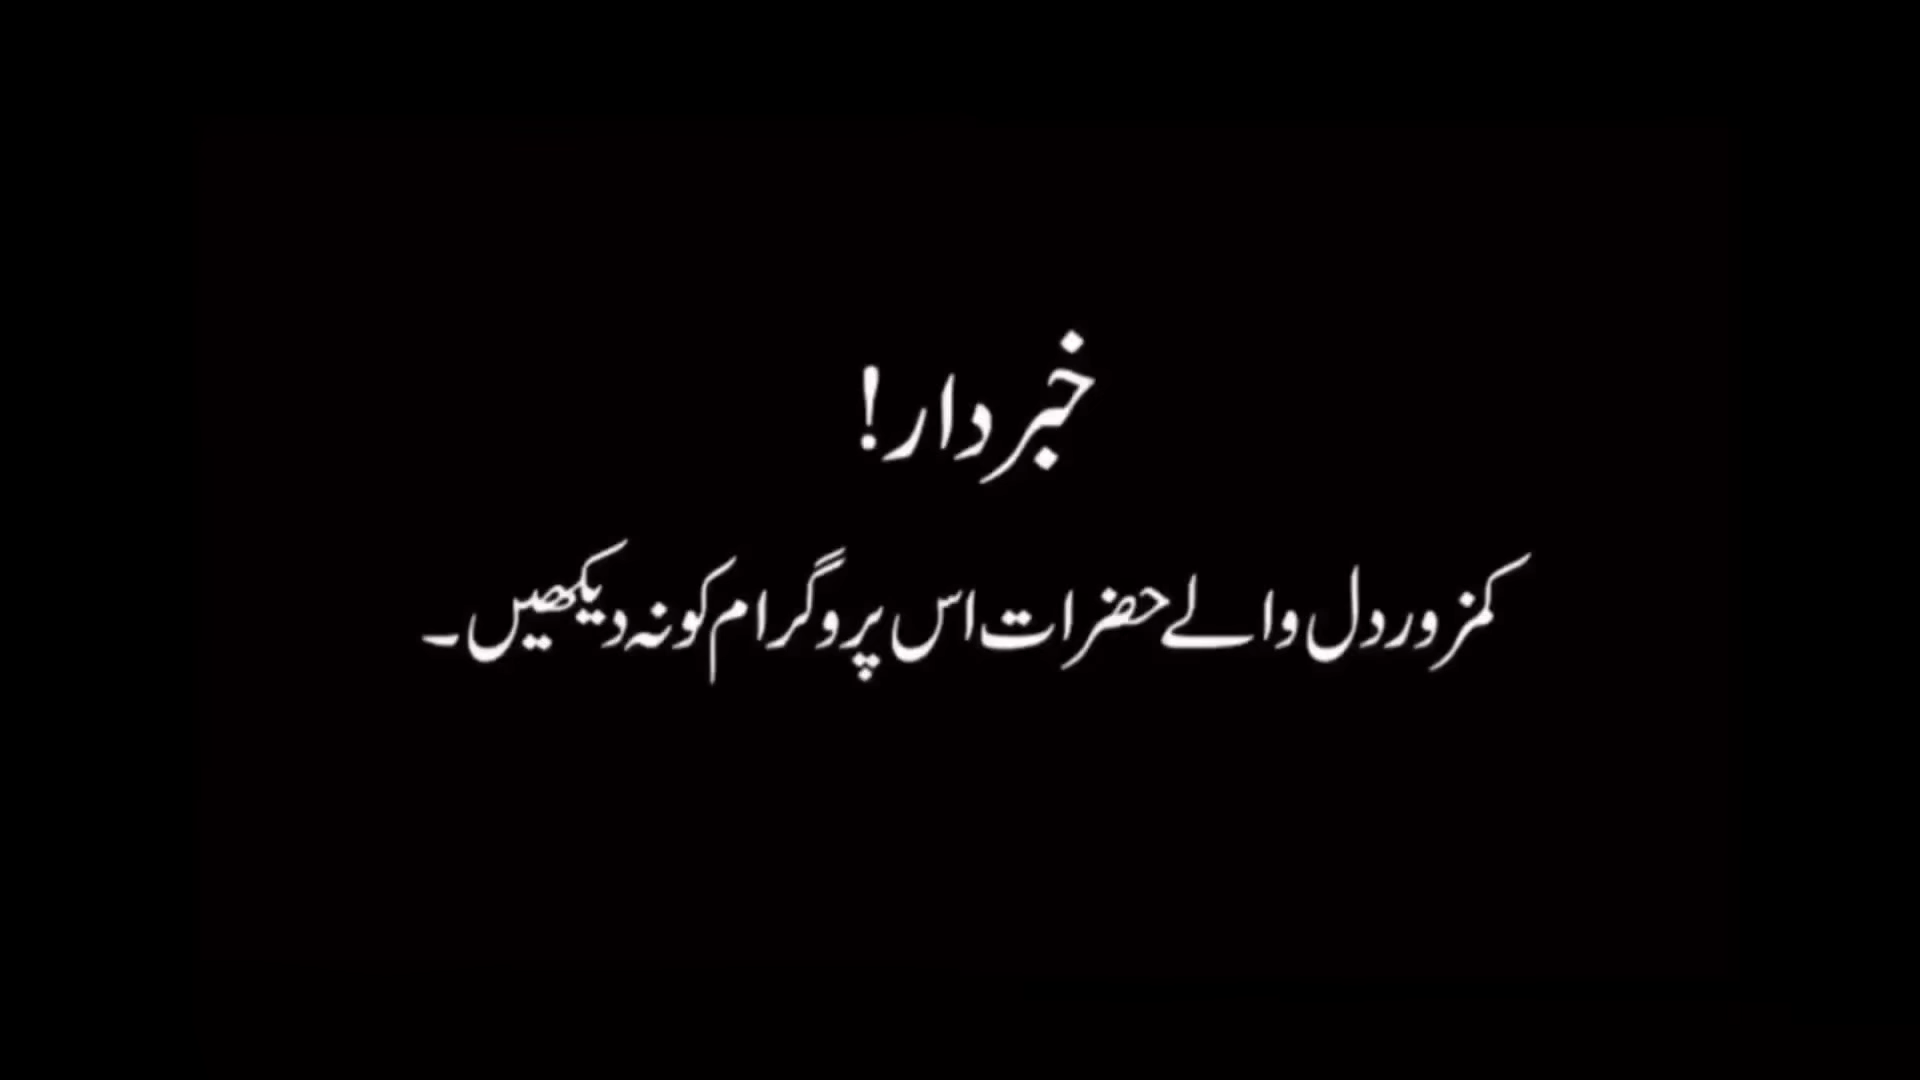 خبردار!
کمزور دل والے حضرات اس پروگرام کو نہ دیکھیں۔